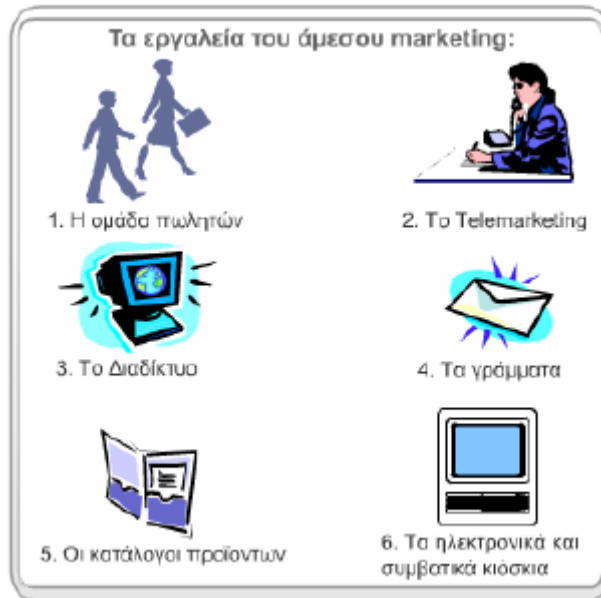 Τα εργαλεία του άμεσου marketing:
1. Η ομάδα πωλητών
2. Το Telemarketing
3. Το Διαδίκτυο
4. Τα γράμματα
5. Οι κατάλογοι προϊοντων
6. Τα ηλεκτρονικά και
συμβατικά κιόσκια